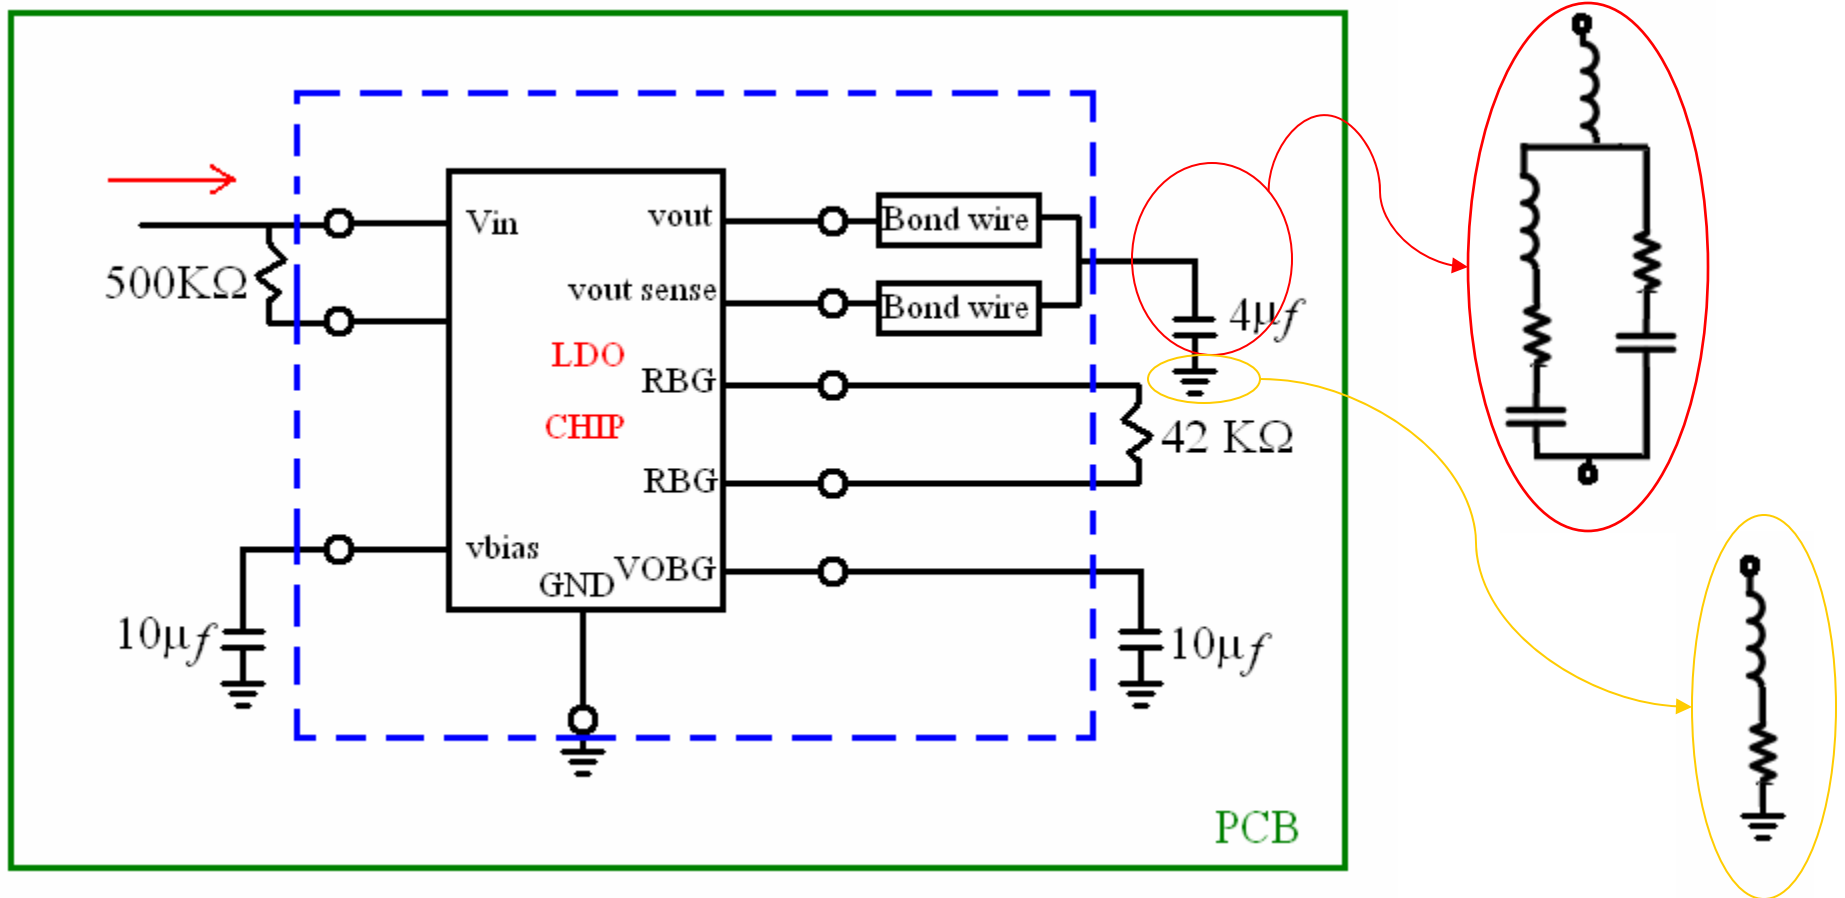 Vin
vout
Bond wire
500KΩ
vout sense
Bond wire
4μf
LDO
RBG
CHIP
42 KΩ
RBG
vbias
VOBG
GND
10μf
10μf
PCB